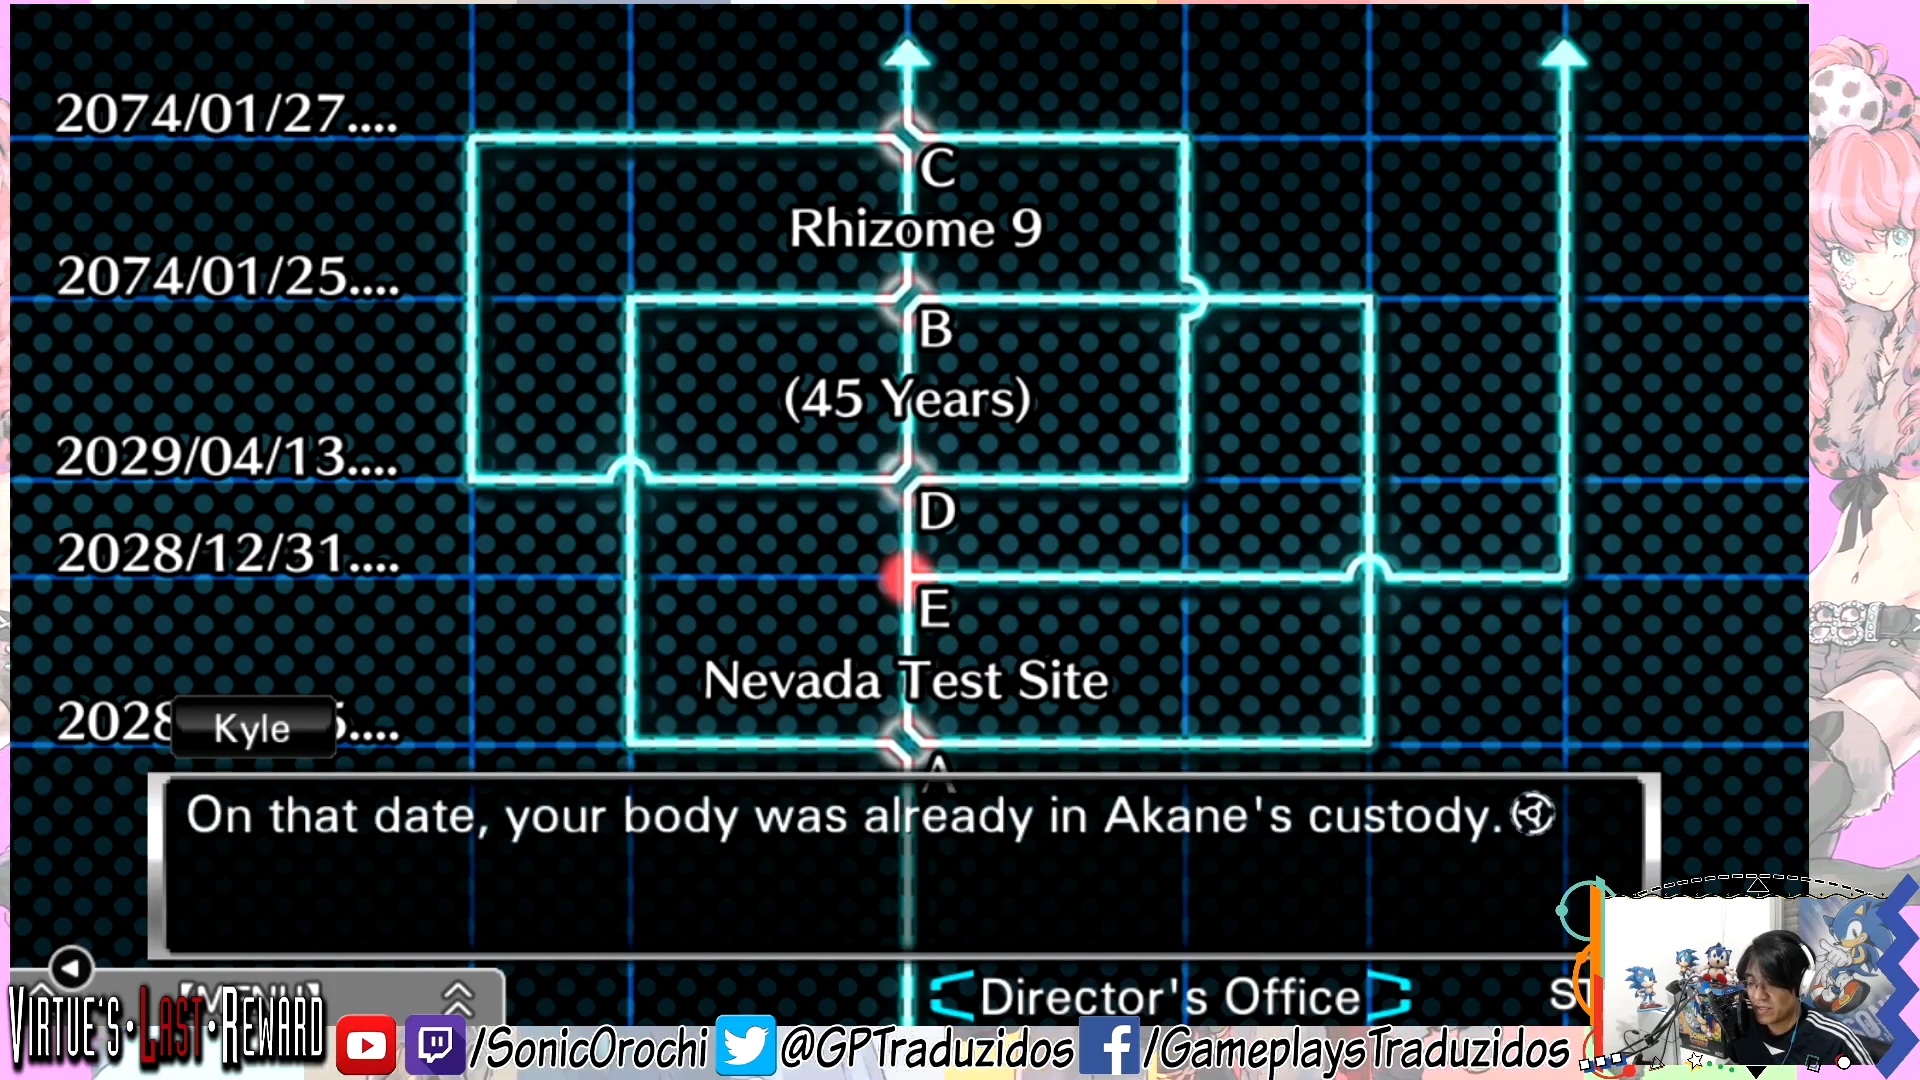 2074/01/27....
C
Rhizome 9
2074/01/25....
B
(45 Years)
2029/04/13....
D
2028/12/31....
E
Nevada Test Site
Kyle
A
On that date, your body was already in Akane's custody.
[MENU]
Director's Office
VIRTUE'S·LAST·REWARD
/SonicOrochi
@GPTraduzidos
/GameplaysTraduzidos